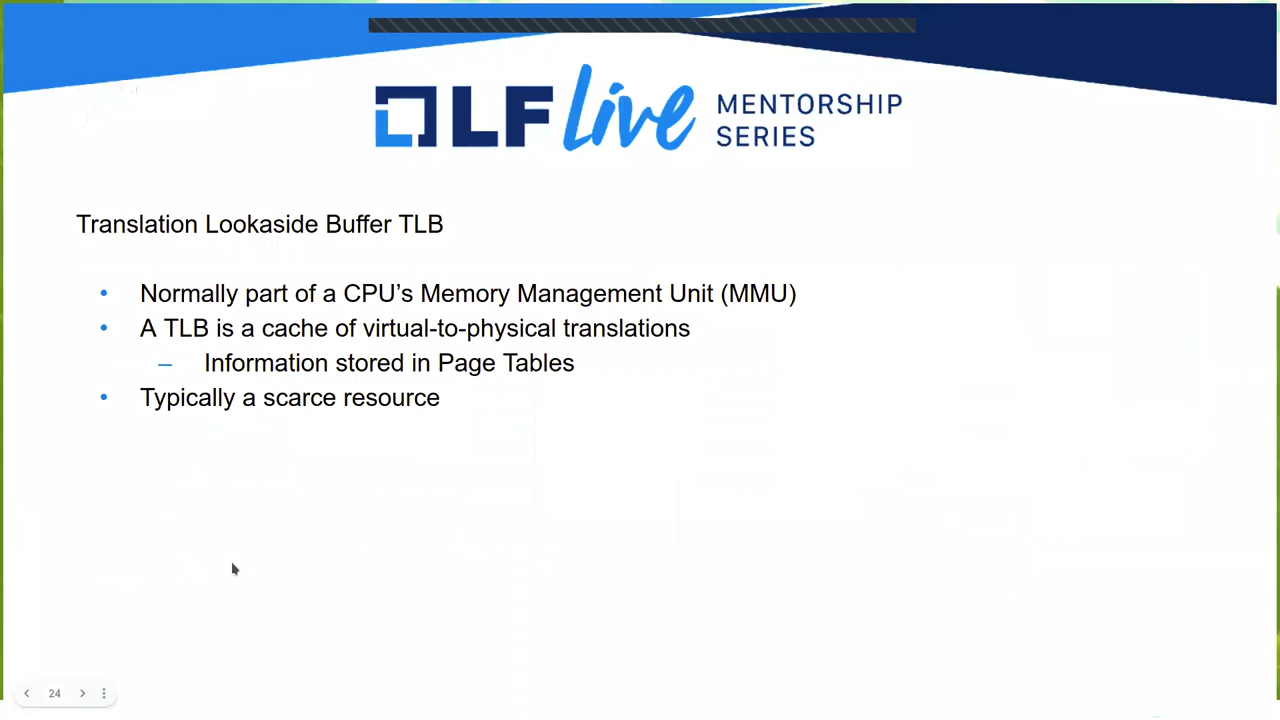 LF Live MENTORSHIP
SERIES
Translation Lookaside Buffer TLB
• Normally part of a CPU’s Memory Management Unit (MMU)
• A TLB is a cache of virtual-to-physical translations
– Information stored in Page Tables
• Typically a scarce resource
24